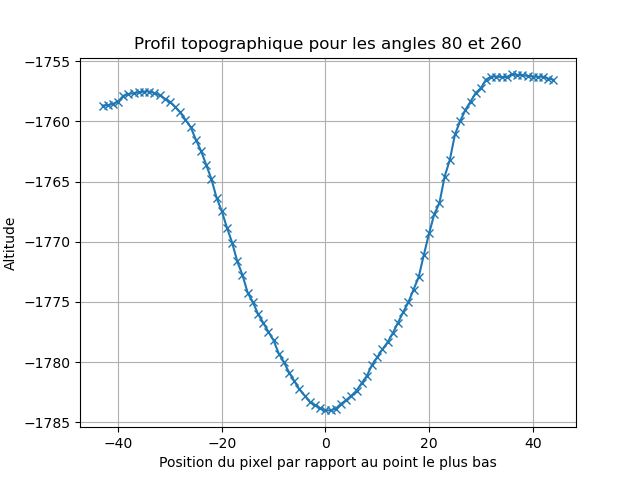 Profil topographique pour les angles 80 et 260
−1755
−1760
−1765
−1770
−1775
−1780
−1785
Altitude
−40 −20 0 20 40
Position du pixel par rapport au point le plus bas